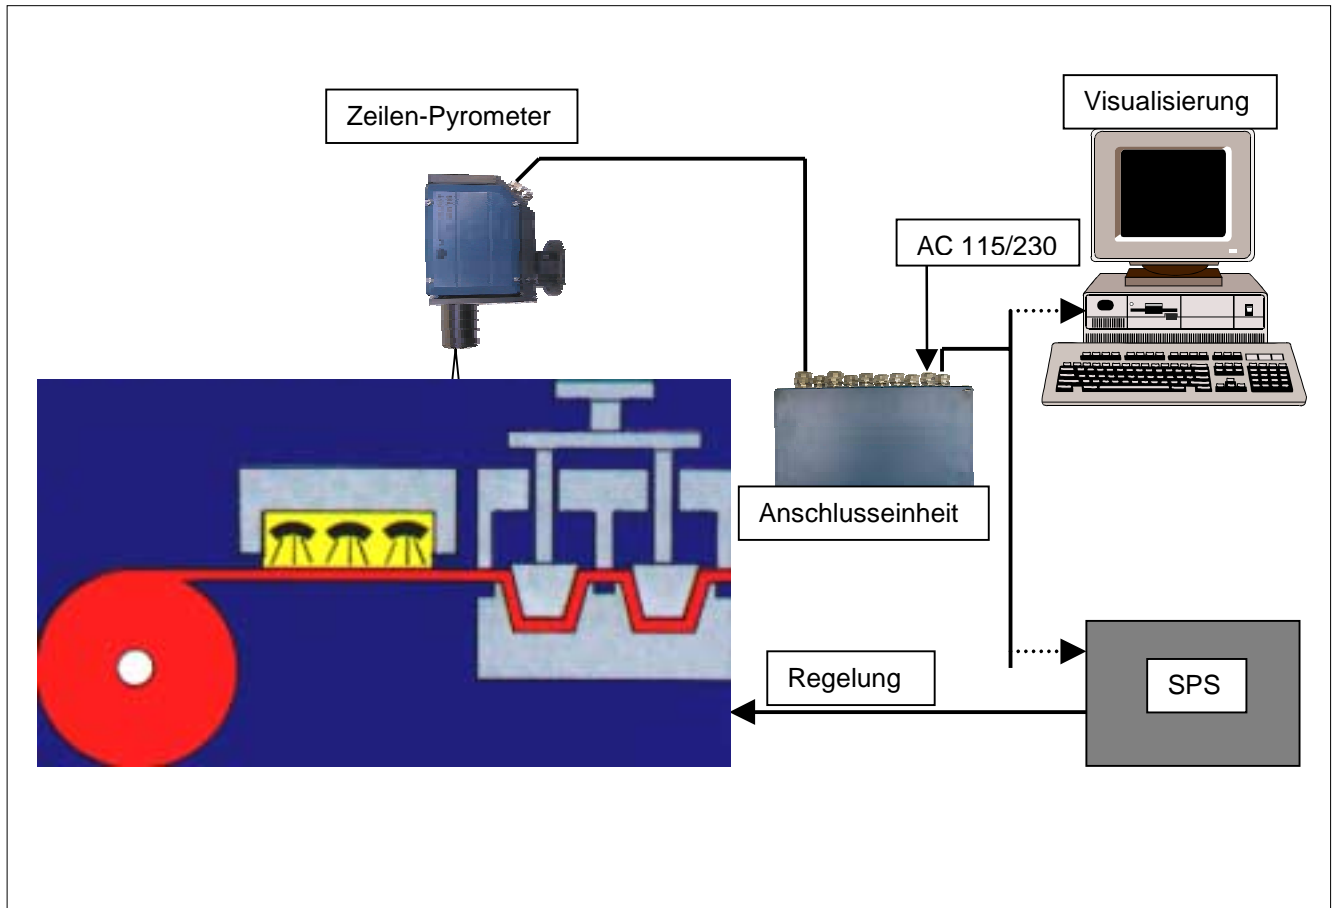 Zeilen-Pyrometer
Visualisierung
AC 115/230
Anschlusseinheit
Regelung
SPS